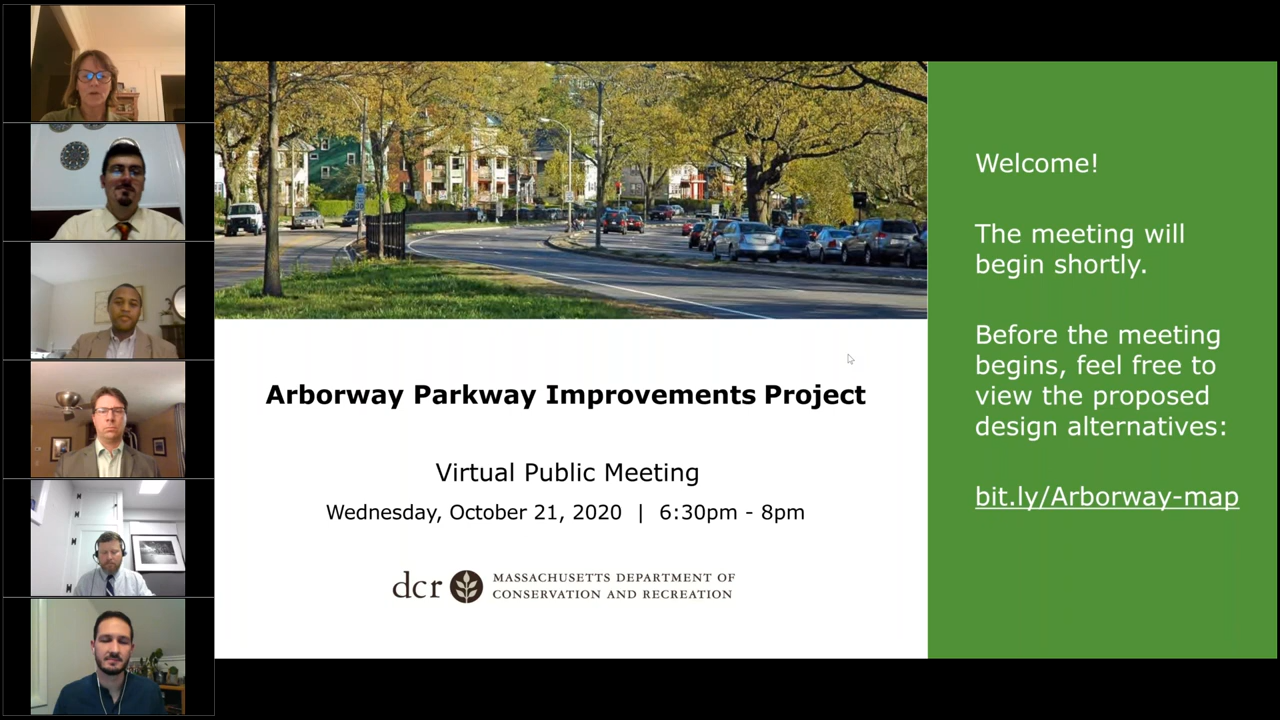 Arborway Parkway Improvements Project
Virtual Public Meeting
Wednesday, October 21, 2020 | 6:30pm - 8pm
dcr
MASSACHUSETTS DEPARTMENT OF
CONSERVATION AND RECREATION
Welcome!
The meeting will
begin shortly.
Before the meeting
begins, feel free to
view the proposed
design alternatives:
bit.ly/Arborway-map